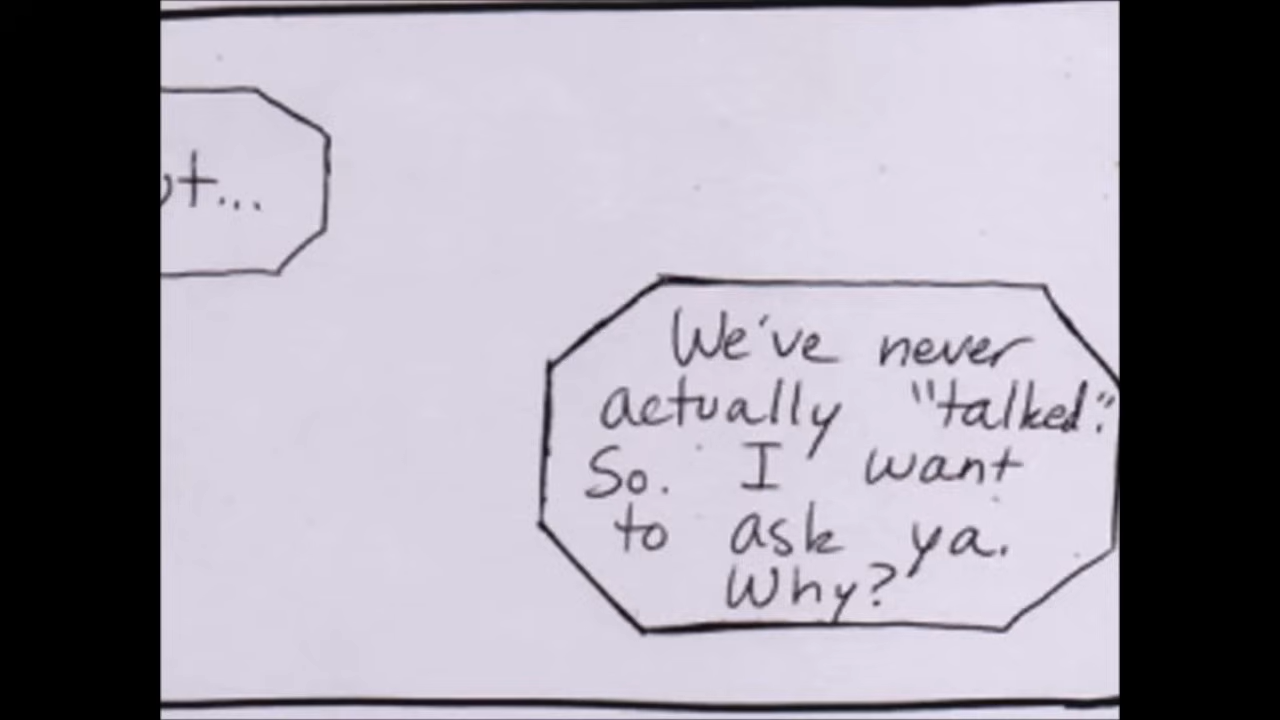 We've never
actually "talked".
So. I want
to ask ya.
Why?